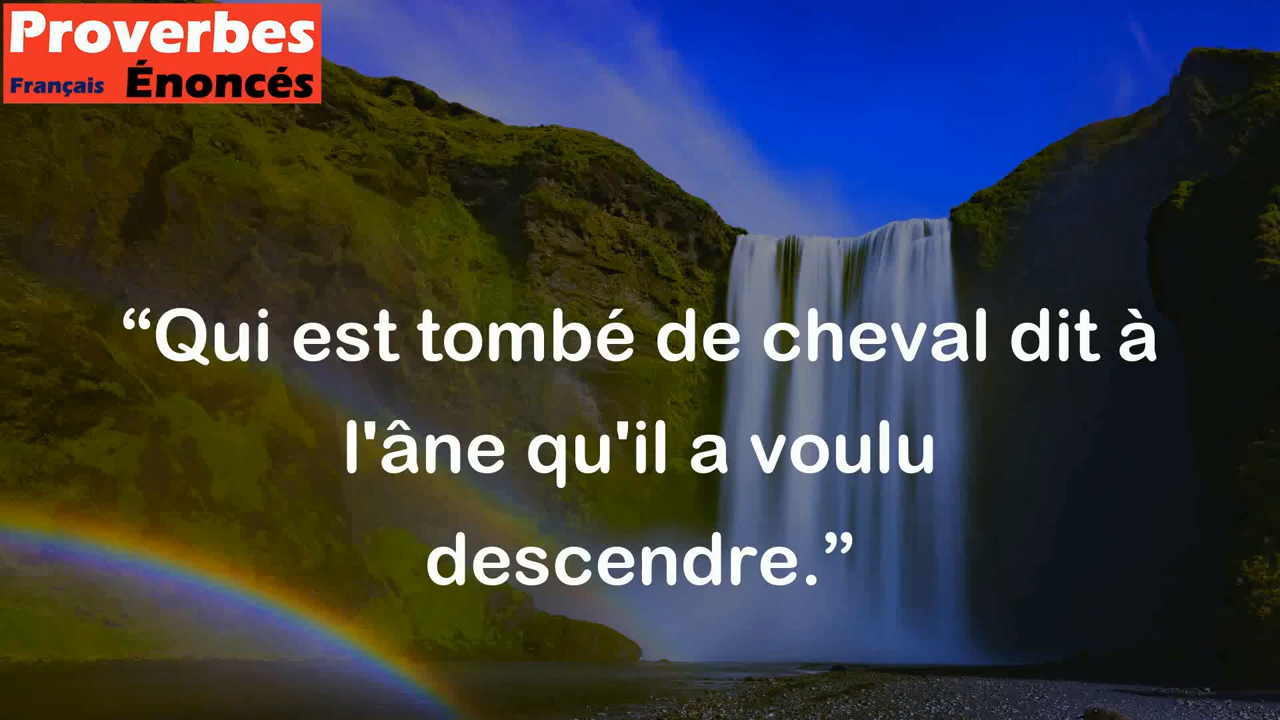 Proverbes
Français Énoncés
“Qui est tombé de cheval dit à
l'âne qu'il a voulu
descendre.”